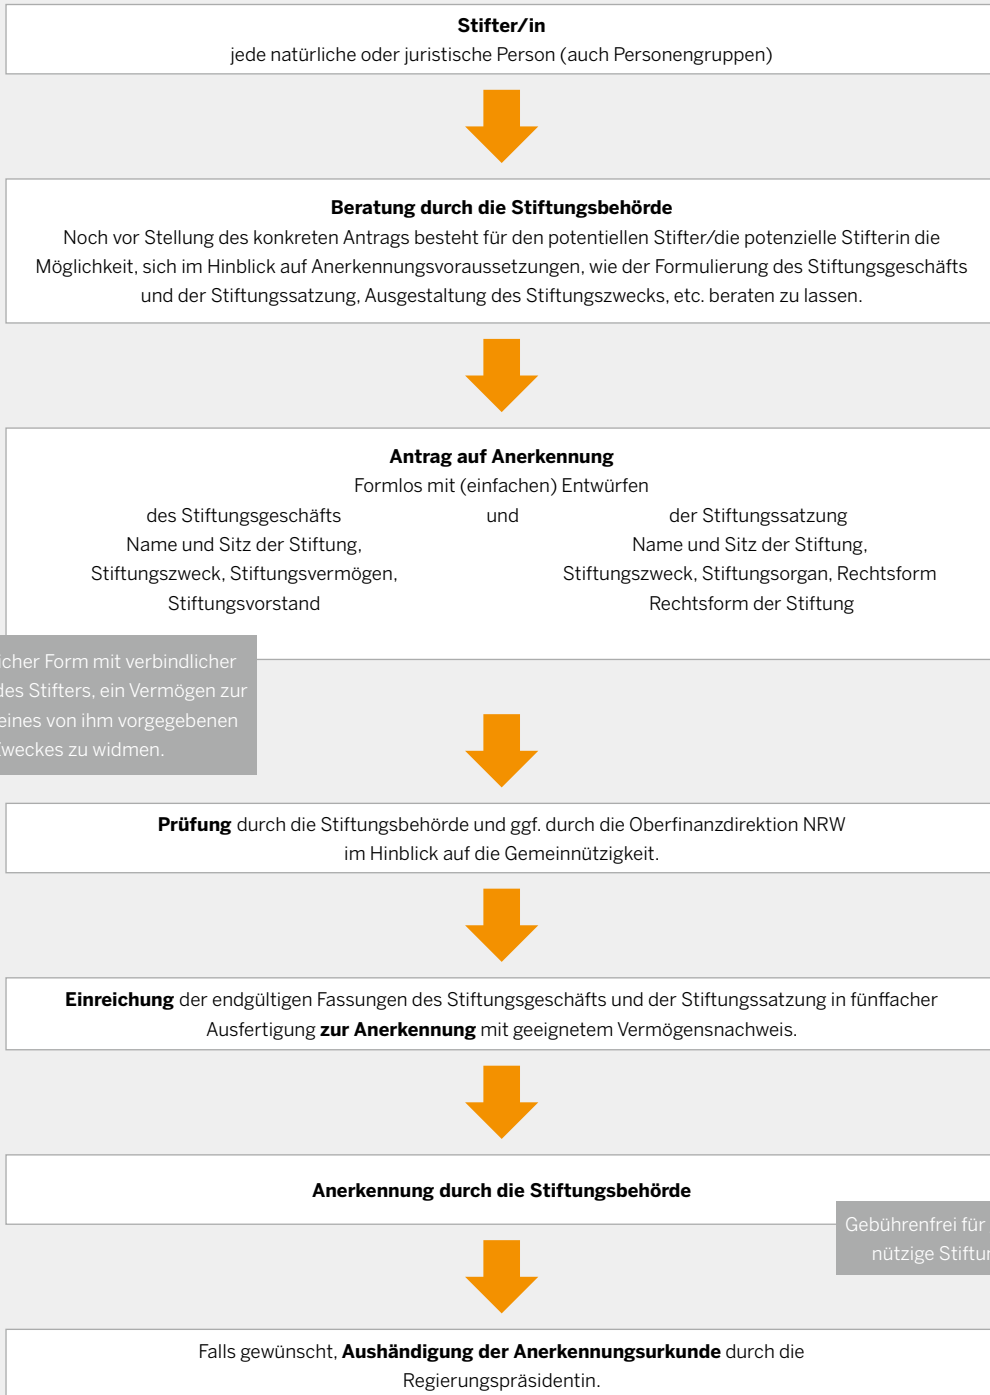 Stifter/in
jede natürliche oder juristische Person (auch Personengruppen)
Beratung durch die Stiftungsbehörde
Noch vor Stellung des konkreten Antrags besteht für den potentiellen Stifter/die potenzielle Stifterin die
Möglichkeit, sich im Hinblick auf Anerkennungsvoraussetzungen, wie der Formulierung des Stiftungsgeschäfts
und der Stiftungssatzung, Ausgestaltung des Stiftungszwecks, etc. beraten zu lassen.
Antrag auf Anerkennung
Formlos mit (einfachen) Entwürfen
des Stiftungsgeschäfts und der Stiftungssatzung
Name und Sitz der Stiftung, Name und Sitz der Stiftung,
Stiftungszweck, Stiftungsvermögen, Stiftungszweck, Stiftungsorgan, Rechtsform
Stiftungsvorstand Rechtsform der Stiftung
icher Form mit verbindlicher
des Stifters, ein Vermögen zur
eines von ihm vorgegebenen
Zweckes zu widmen.
Prüfung durch die Stiftungsbehörde und ggf. durch die Oberfinanzdirektion NRW
im Hinblick auf die Gemeinnützigkeit.
Einreichung der endgültigen Fassungen des Stiftungsgeschäfts und der Stiftungssatzung in fünffacher
Ausfertigung zur Anerkennung mit geeignetem Vermögensnachweis.
Anerkennung durch die Stiftungsbehörde
Gebührenfrei für
nützige Stiftun
Falls gewünscht, Aushändigung der Anerkennungsurkunde durch die
Regierungspräsidentin.